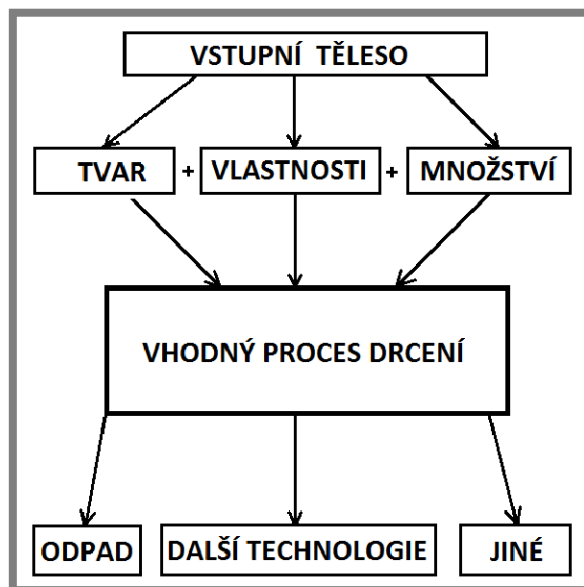 VSTUPNÍ TĚLESO
TVAR + VLASTNOSTI + MNOŽSTVÍ
VHODNÝ PROCES DRCENÍ
ODPAD DALŠÍ TECHNOLOGIE JINÉ